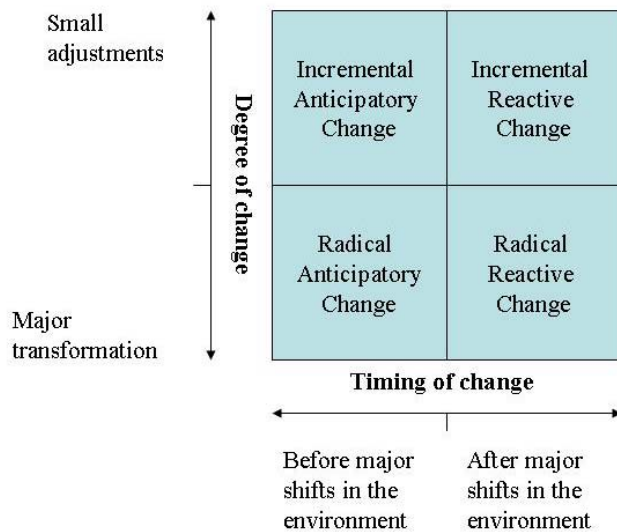 Small
adjustments
Incremental
Anticipatory
Change
Incremental
Reactive
Change
Degree of change
Radical
Anticipatory
Change
Radical
Reactive
Change
Major
transformation
Timing of change
Before major
shifts in the
environment
After major
shifts in the
environment